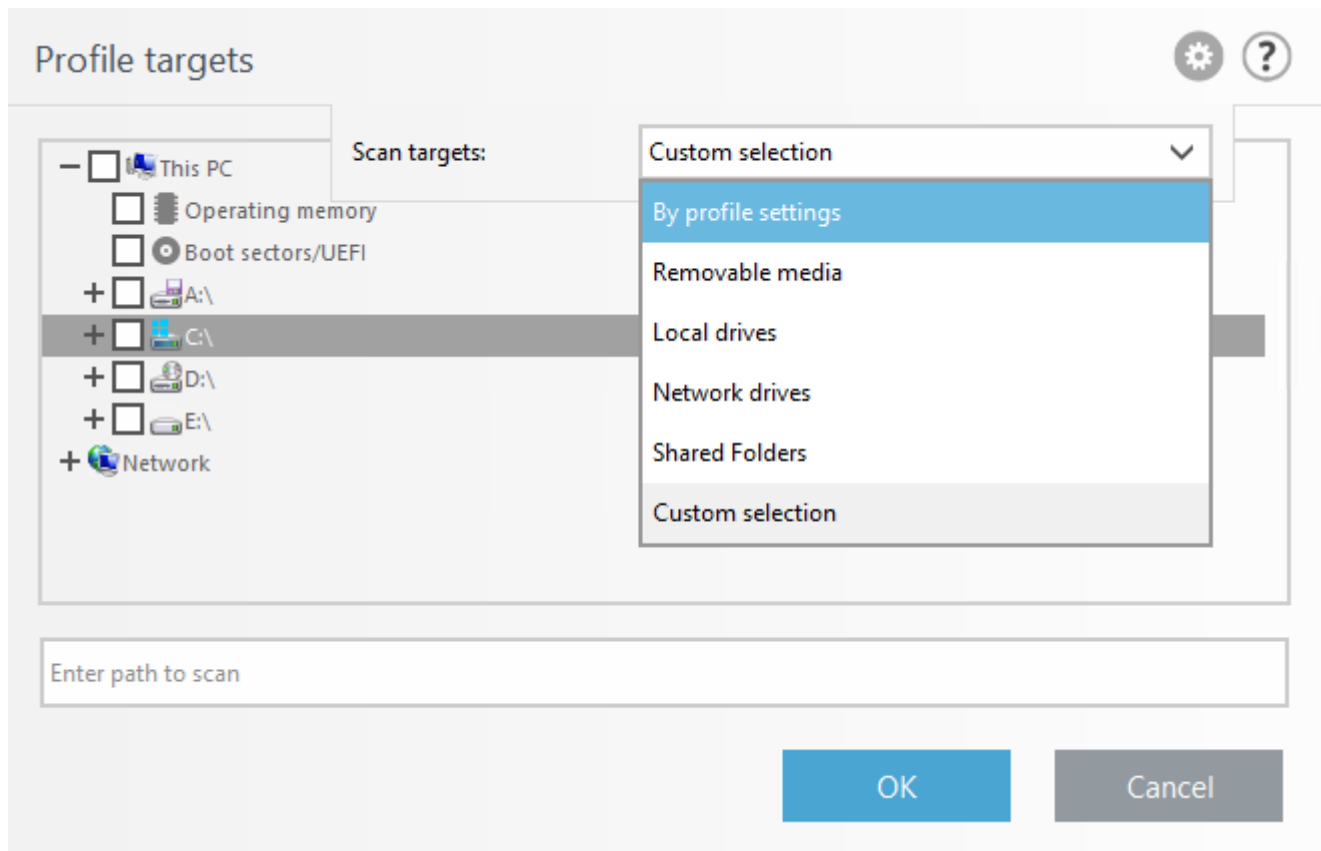 Profile targets
?
Scan targets:
Custom selection
This PC
Operating memory
Boot sectors/UEFI
A:\
C:\
D:\
E:\
Network
By profile settings
Removable media
Local drives
Network drives
Shared Folders
Custom selection
Enter path to scan
OK
Cancel